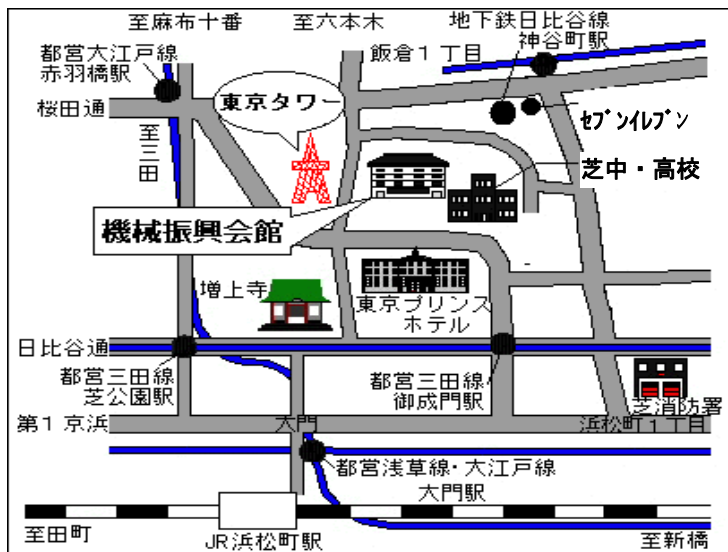 至麻布十番
至六本木
地下鉄日比谷線
神谷町駅
都営大江戸線
赤羽橋駅
飯倉1丁目
東京タワー
桜田通
セブンイレブン
至三田
芝中・高校
機械振興会館
増上寺
東京プリンス
ホテル
日比谷通
都営三田線
芝公園駅
都営三田線
御成門駅
芝消防署
第1京浜
大門
浜松町1丁目
都営浅草線・大江戸線
大門駅
至田町
JR浜松町駅
至新橋